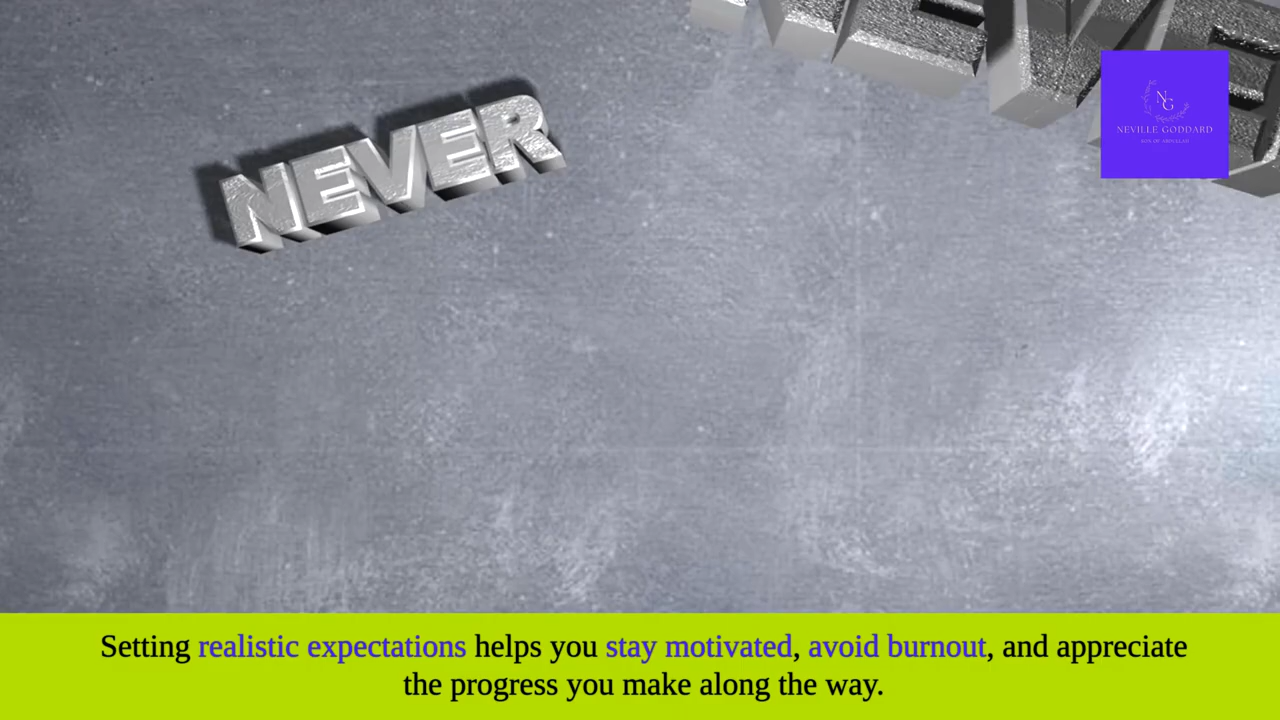 NEVER
NG
NEVILLE GODDARD
Setting realistic expectations helps you stay motivated, avoid burnout, and appreciate
the progress you make along the way.